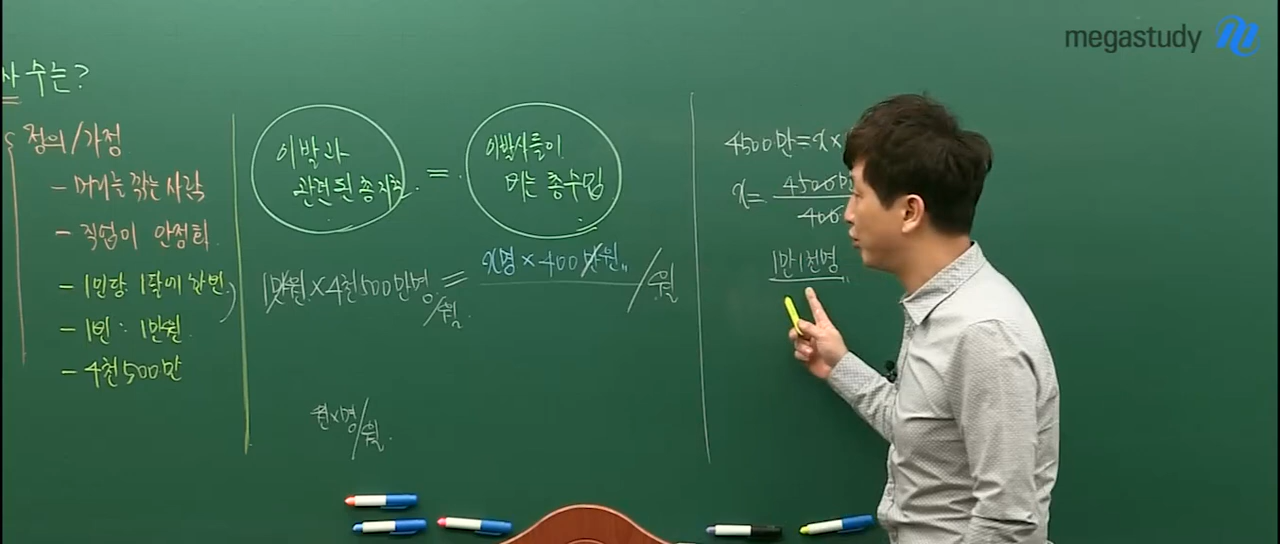 megastudy
사 수는?
정의/가정
- 머리는 깎는 사람
- 직업이 안정화
- 1인당 1달에 한번
- 1인 : 1만원
- 4천500만
이발과
관련된 총지출
=
이발사들이
버는 총수입
1만원 × 4천500만명/월 = x명 × 400만원/월
원×명/월
4500만 = x ×
x = 4500만
400
1만1천명